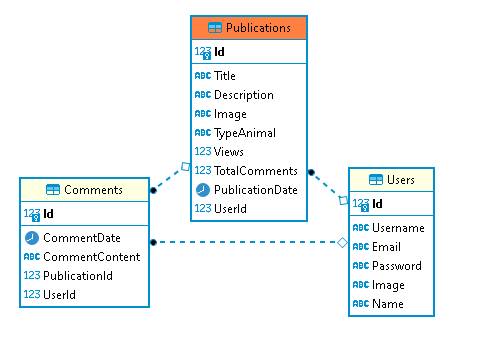 Publications
123 Id
ABC Title
ABC Description
ABC Image
ABC TypeAnimal
123 Views
123 TotalComments
PublicationDate
123 UserId
Comments
123 Id
CommentDate
ABC CommentContent
123 PublicationId
123 UserId
Users
123 Id
ABC Username
ABC Email
ABC Password
ABC Image
ABC Name